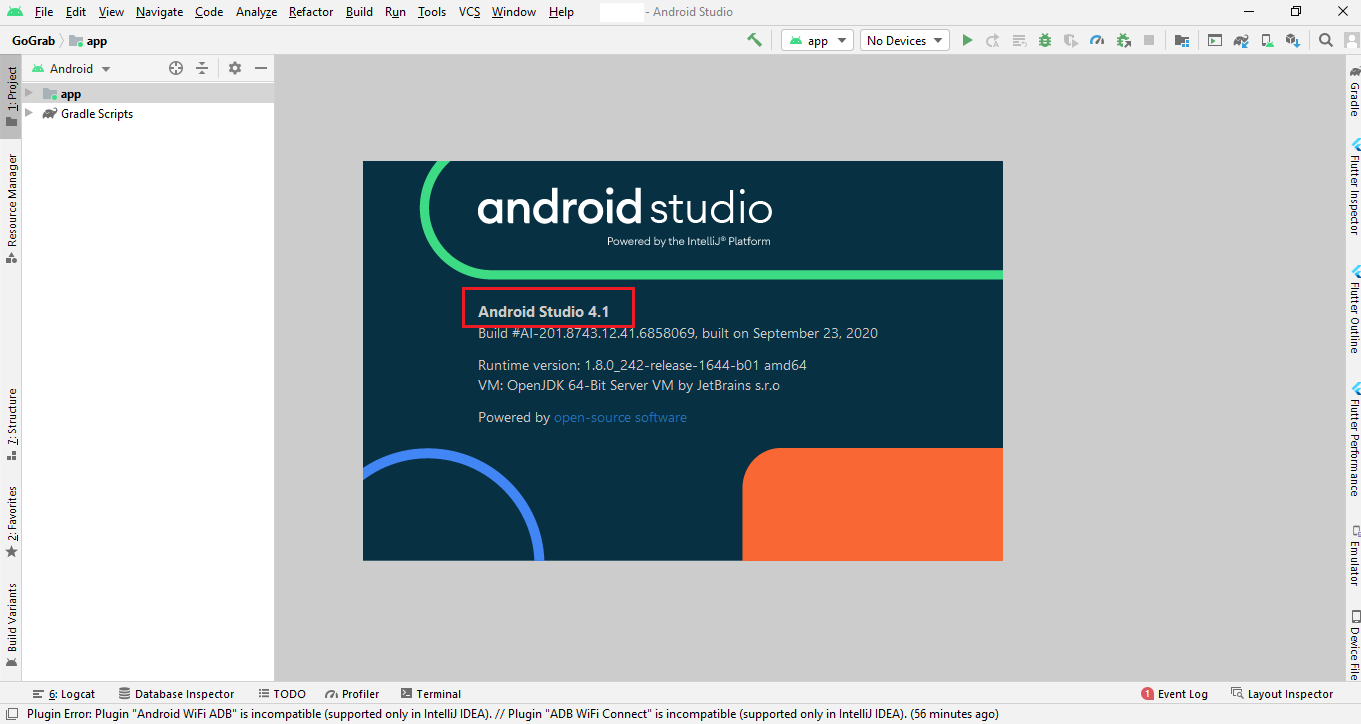 File Edit View Navigate Code Analyze Refactor Build Run Tools VCS Window Help - Android Studio
GoGrab app
app No Devices
Android
app
Gradle Scripts
1: Project
Resource Manager
7: Structure
2: Favorites
Build Variants
android studio
Powered by the IntelliJ® Platform
Android Studio 4.1
Build #AI-201.8743.12.41.6858069, built on September 23, 2020
Runtime version: 1.8.0_242-release-1644-b01 amd64
VM: OpenJDK 64-Bit Server VM by JetBrains s.r.o
Powered by open-source software
Gradle
Flutter Inspector
Flutter Outline
Flutter Performance
Emulator
Device File
6: Logcat Database Inspector TODO Profiler Terminal 1 Event Log Layout Inspector
Plugin Error: Plugin "Android WiFi ADB" is incompatible (supported only in IntelliJ IDEA). // Plugin "ADB WiFi Connect" is incompatible (supported only in IntelliJ IDEA). (56 minutes ago)